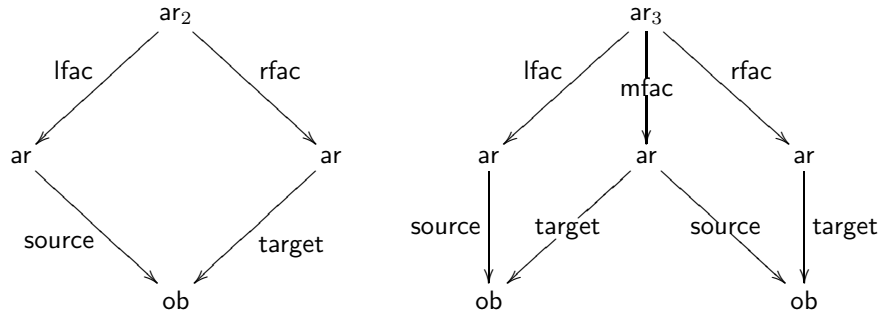 ar₂ ar₃
lfac rfac lfac mfac rfac
ar ar ar ar ar
source target source target source target
ob ob ob